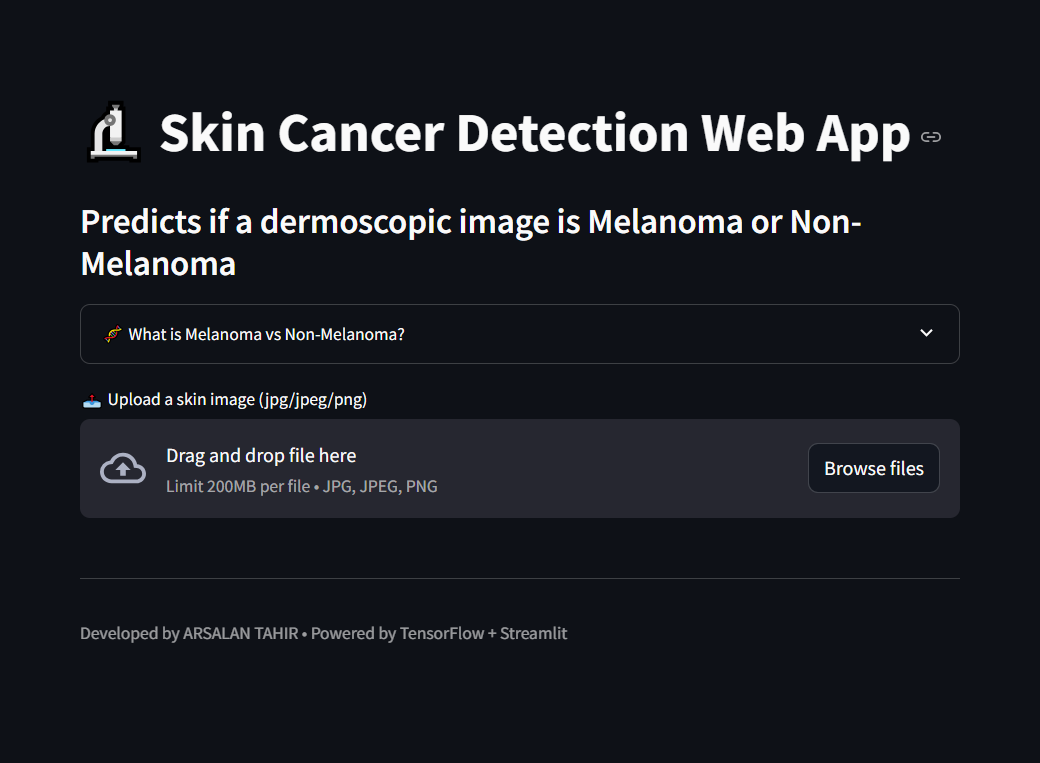 Skin Cancer Detection Web App
Predicts if a dermoscopic image is Melanoma or Non-
Melanoma
What is Melanoma vs Non-Melanoma?
Upload a skin image (jpg/jpeg/png)
Drag and drop file here
Limit 200MB per file • JPG, JPEG, PNG
Browse files
Developed by ARSALAN TAHIR • Powered by TensorFlow + Streamlit